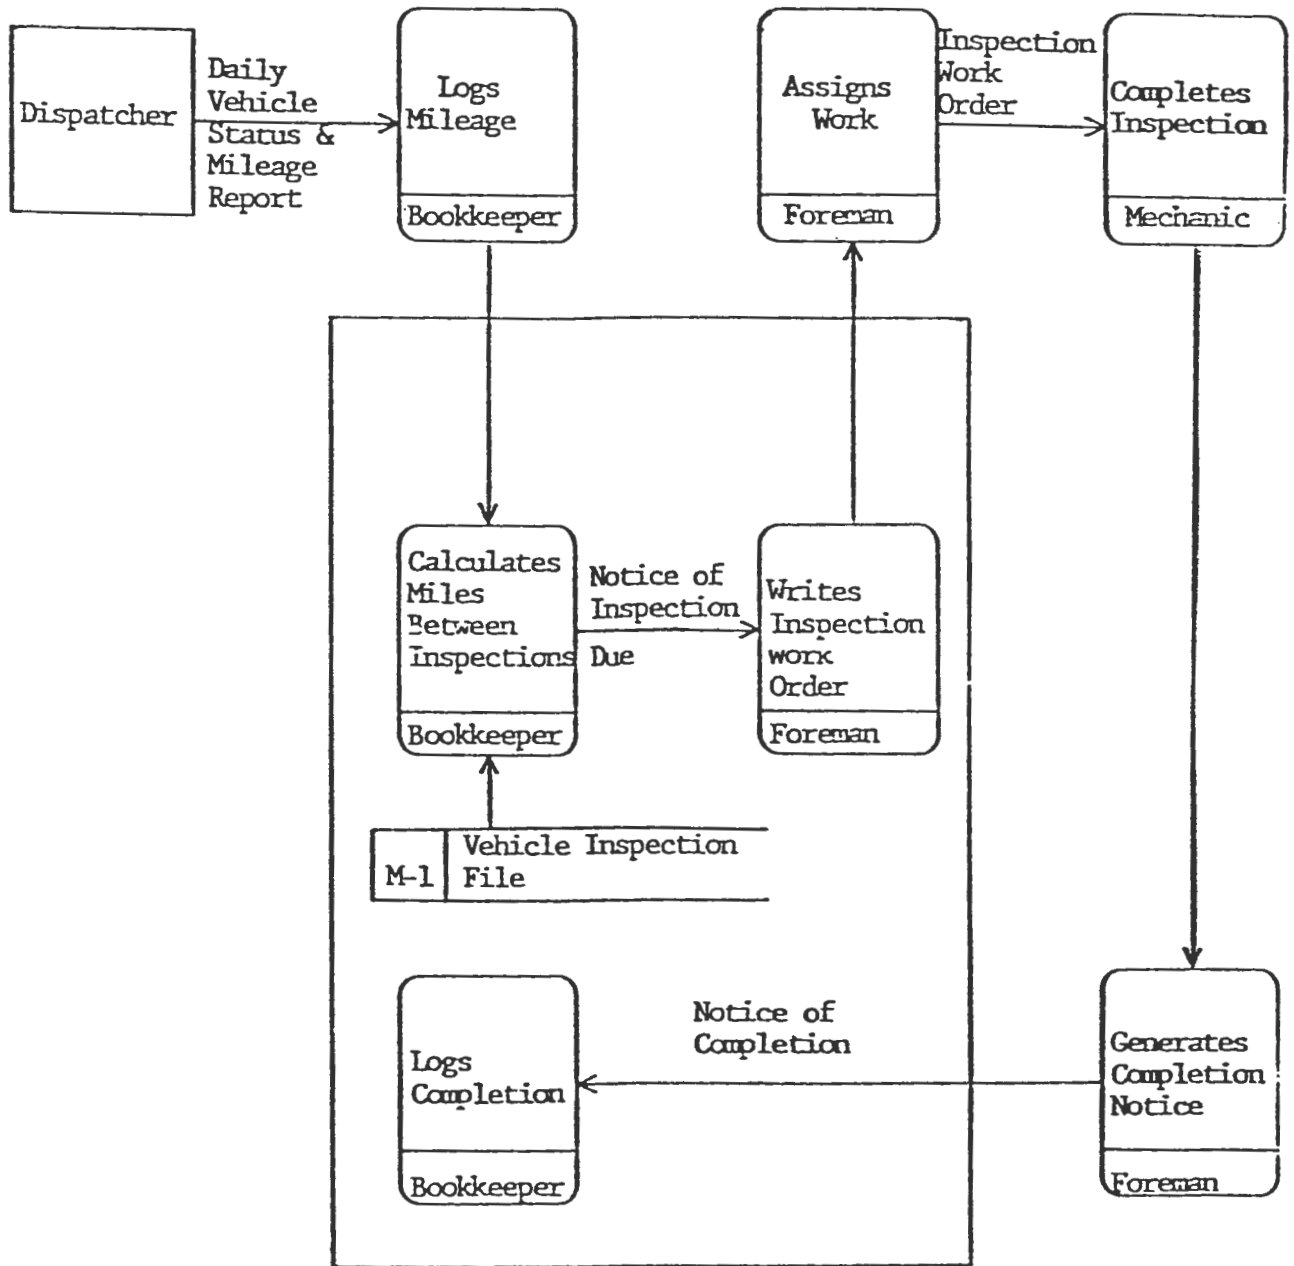 Dispatcher
Daily
Vehicle
Status &
Mileage
Report
Logs
Mileage
Bookkeeper
Assigns
Work
Foreman
Inspection
Work
Order
Completes
Inspection
Mechanic
Calculates
Miles
Between
Inspections
Bookkeeper
Notice of
Inspection
Due
Writes
Inspection
work
Order
Foreman
M-1
Vehicle Inspection
File
Logs
Completion
Bookkeeper
Notice of
Completion
Generates
Completion
Notice
Foreman